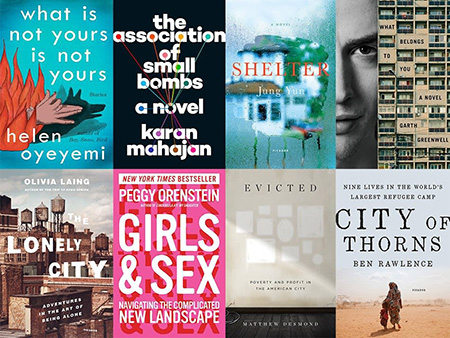 what is
not yours
is not
yours
Stories
helen
oyeyemi
the
association
of
small
bombs
a novel
karan
mahajan
A NOVEL
SHELTER
Jung Yun
PICADOR
WHAT
BELONGS
TO
YOU
A NOVEL
GARTH
GREENWELL
OLIVIA LAING
THE
LONELY
CITY
ADVENTURES
IN THE ART OF
BEING ALONE
PICADOR
NEW YORK TIMES BESTSELLER
PEGGY ORENSTEIN
GIRLS
& SEX
NAVIGATING THE COMPLICATED
NEW LANDSCAPE
EVICTED
POVERTY AND PROFIT
IN THE AMERICAN CITY
MATTHEW DESMOND
NINE LIVES IN THE WORLD'S
LARGEST REFUGEE CAMP
CITY OF
THORNS
BEN RAWLENCE
PICADOR